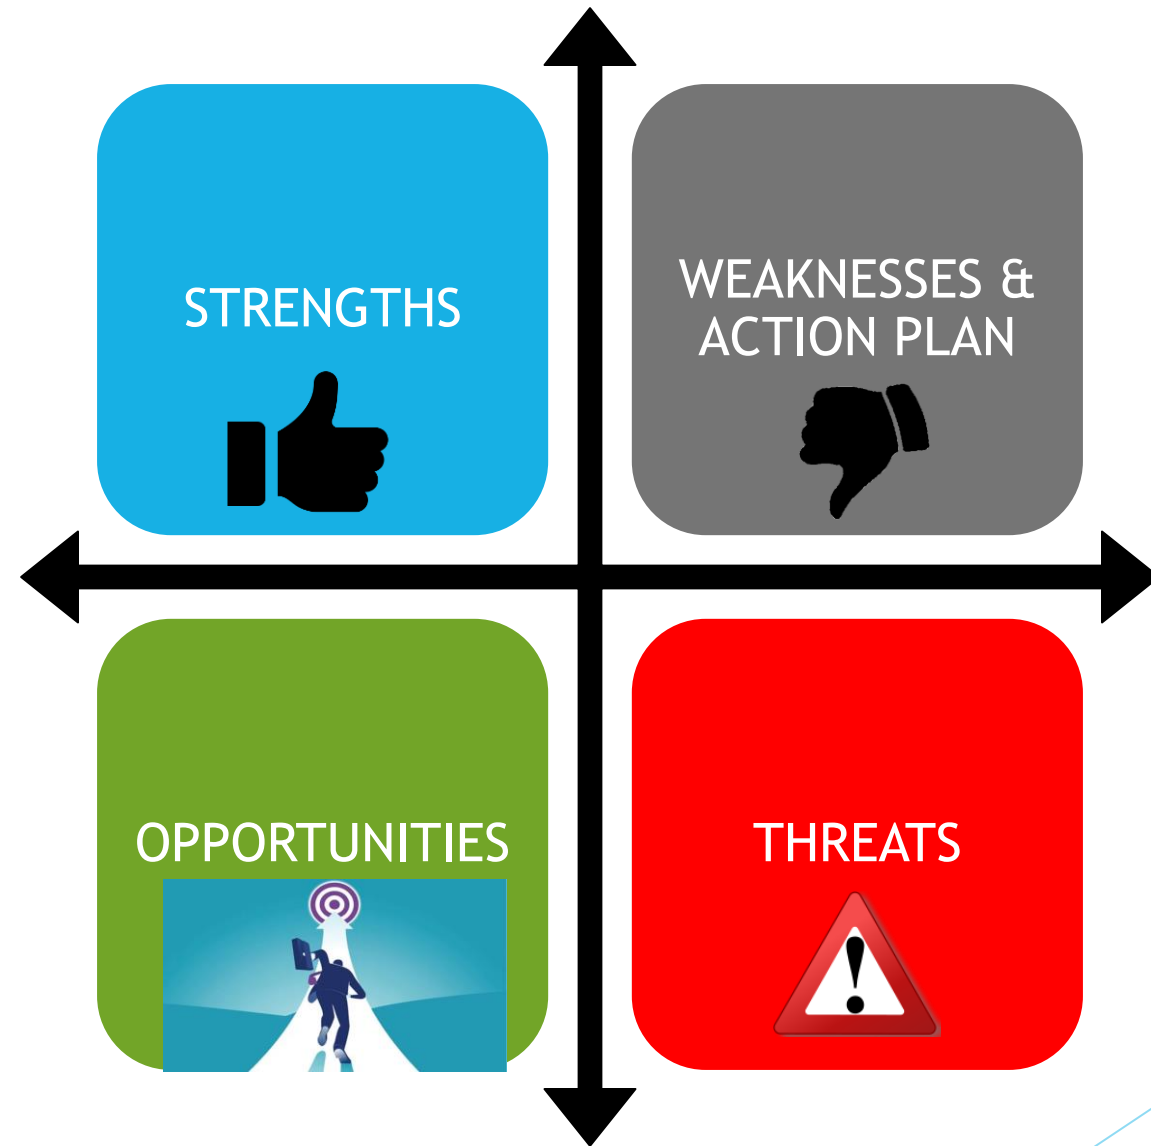 STRENGTHS
WEAKNESSES &
ACTION PLAN
OPPORTUNITIES
THREATS